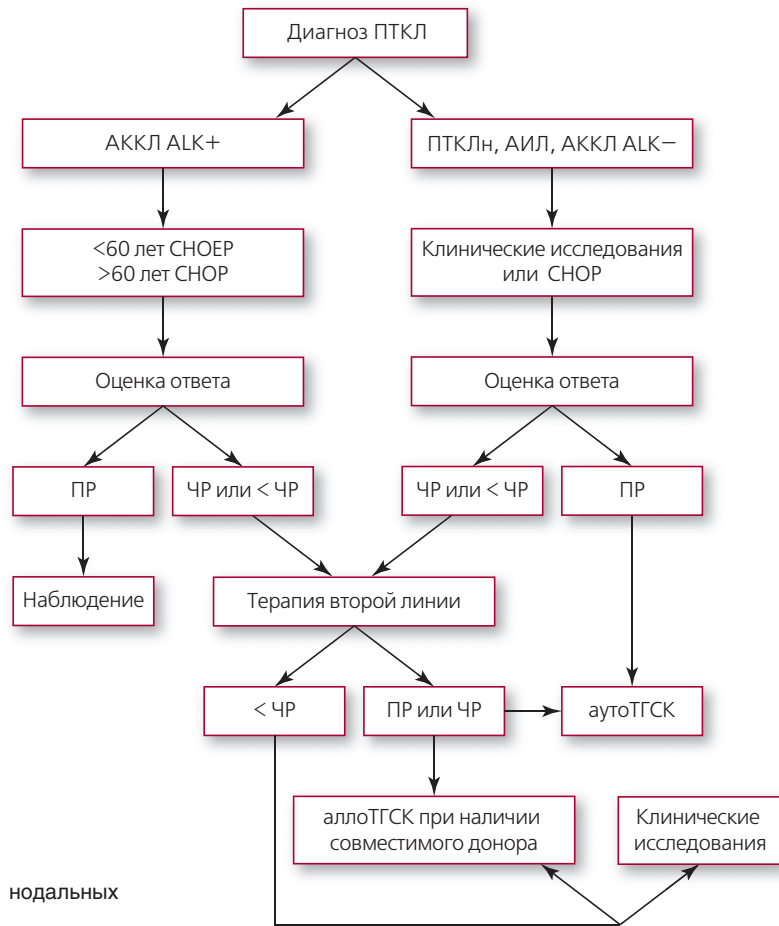 Диагноз ПТКЛ
АККЛ ALK+
ПТКЛн, АИЛ, АККЛ ALK−
<60 лет CHOEP
>60 лет CHOP
Клинические исследования
или CHOP
Оценка ответа
Оценка ответа
ПР
ЧР или < ЧР
ЧР или < ЧР
ПР
Наблюдение
Терапия второй линии
< ЧР
ПР или ЧР
аутоТГСК
аллоТГСК при наличии
совместимого донора
Клинические
исследования
нодальных